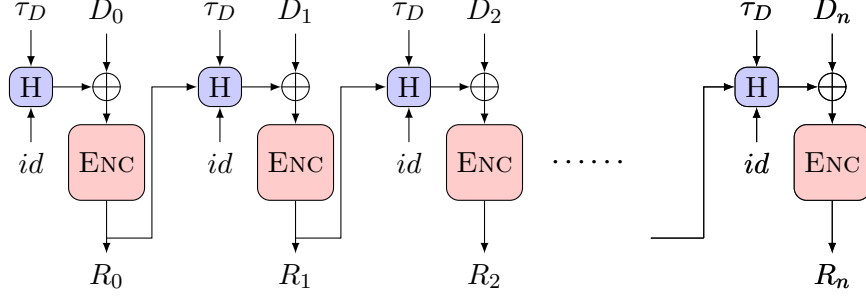 τ_D D_0 τ_D D_1 τ_D D_2 τ_D D_n
H H H H
id ENC id ENC id ENC ...... id ENC
R_0 R_1 R_2 R_n